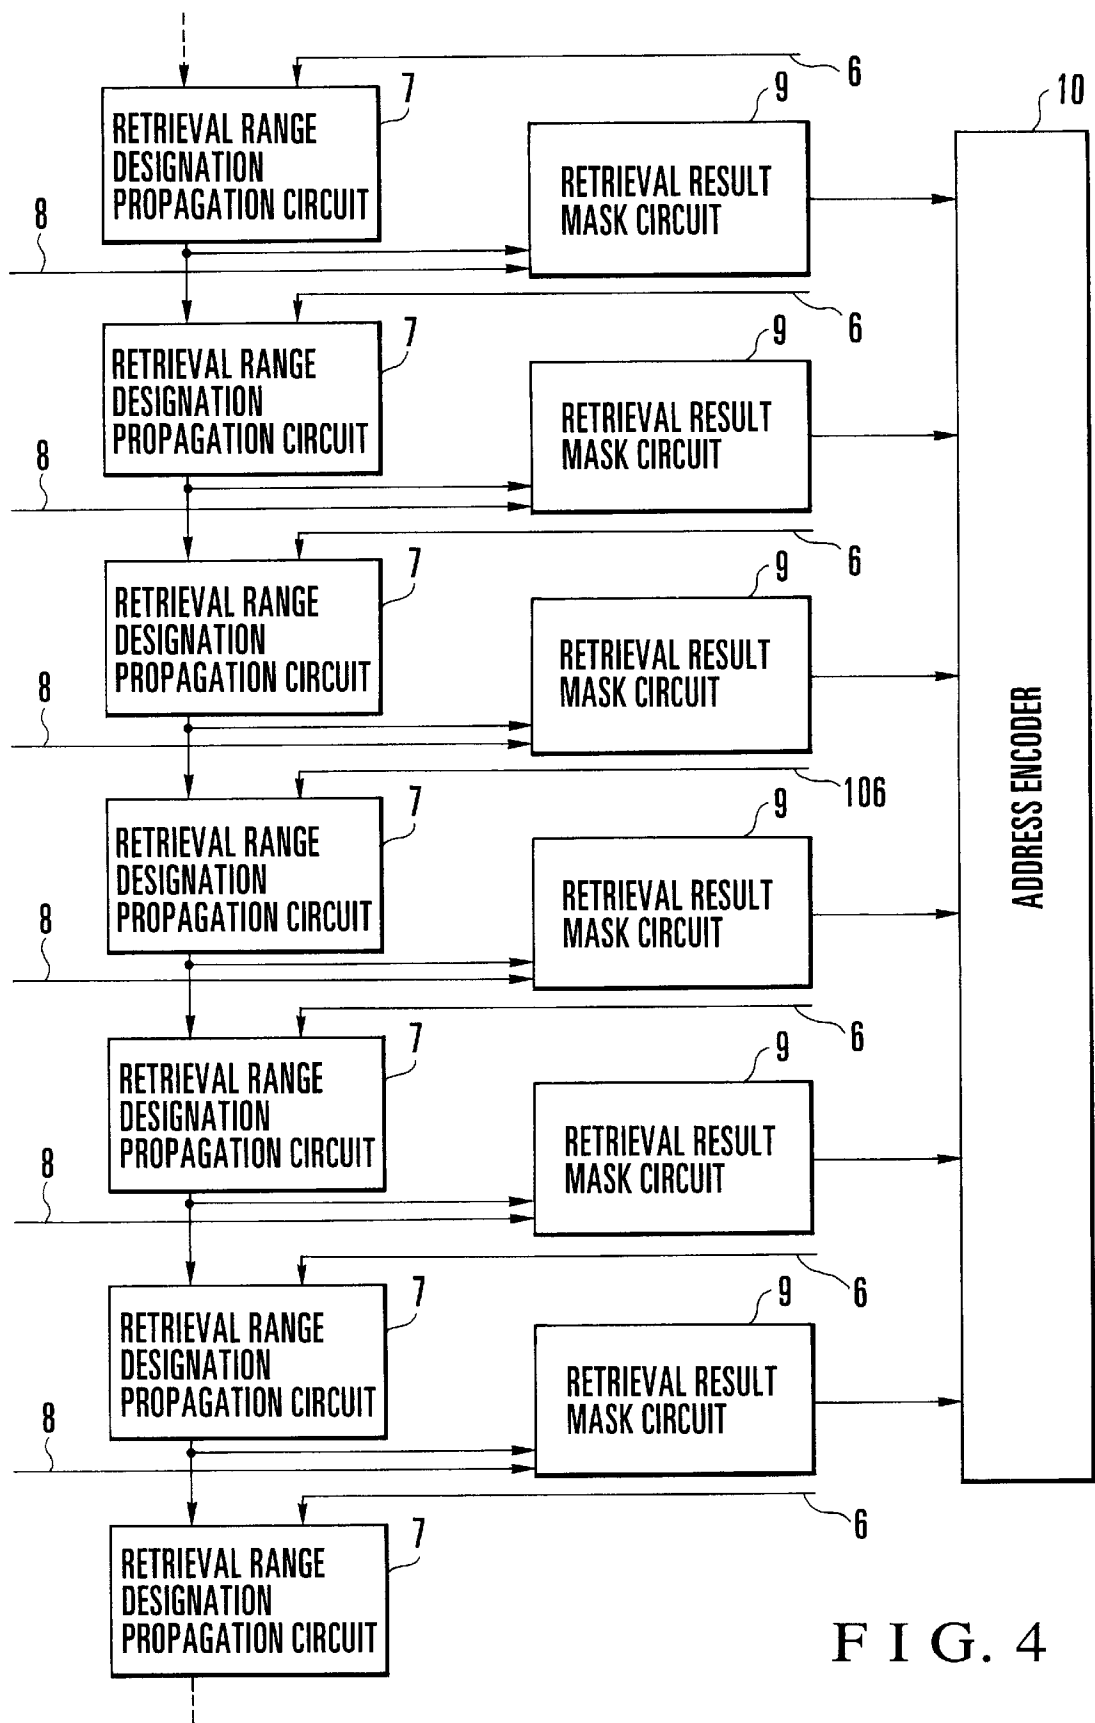 6
7
9
10
RETRIEVAL RANGE
DESIGNATION
PROPAGATION CIRCUIT
RETRIEVAL RESULT
MASK CIRCUIT
8
6
7
9
RETRIEVAL RANGE
DESIGNATION
PROPAGATION CIRCUIT
RETRIEVAL RESULT
MASK CIRCUIT
8
6
7
9
RETRIEVAL RANGE
DESIGNATION
PROPAGATION CIRCUIT
RETRIEVAL RESULT
MASK CIRCUIT
8
ADDRESS ENCODER
106
7
9
RETRIEVAL RANGE
DESIGNATION
PROPAGATION CIRCUIT
RETRIEVAL RESULT
MASK CIRCUIT
8
6
7
9
RETRIEVAL RANGE
DESIGNATION
PROPAGATION CIRCUIT
RETRIEVAL RESULT
MASK CIRCUIT
8
6
7
9
RETRIEVAL RANGE
DESIGNATION
PROPAGATION CIRCUIT
RETRIEVAL RESULT
MASK CIRCUIT
8
6
7
RETRIEVAL RANGE
DESIGNATION
PROPAGATION CIRCUIT
FIG. 4